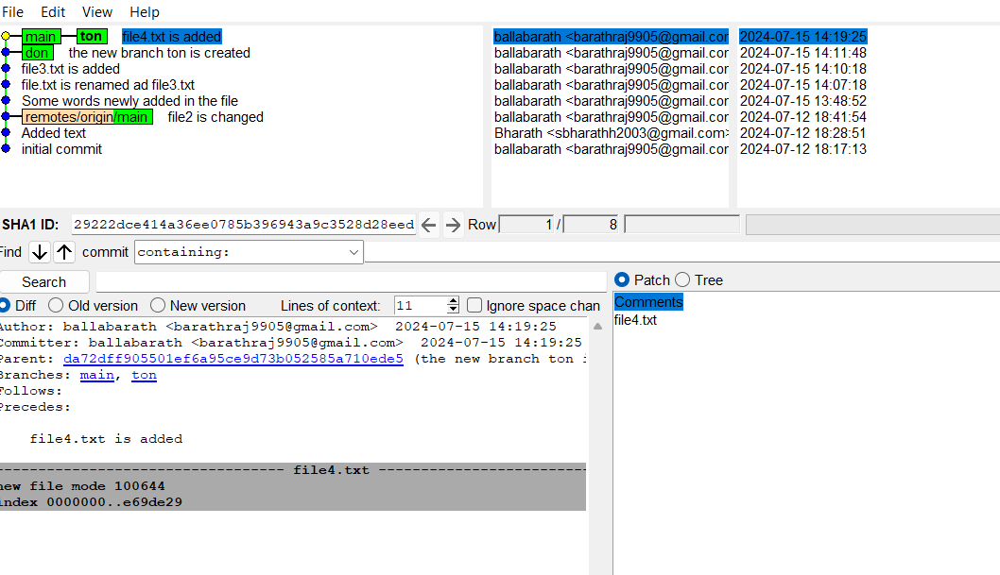 File Edit View Help
main ton file4.txt is added ballabarath <barathraj9905@gmail.cor 2024-07-15 14:19:25
don the new branch ton is created ballabarath <barathraj9905@gmail.cor 2024-07-15 14:11:48
file3.txt is added ballabarath <barathraj9905@gmail.cor 2024-07-15 14:10:18
file.txt is renamed ad file3.txt ballabarath <barathraj9905@gmail.cor 2024-07-15 14:07:18
Some words newly added in the file ballabarath <barathraj9905@gmail.cor 2024-07-15 13:48:52
remotes/origin/main file2 is changed ballabarath <barathraj9905@gmail.cor 2024-07-12 18:41:54
Added text Bharath <sbharathh2003@gmail.com> 2024-07-12 18:28:51
initial commit ballabarath <barathraj9905@gmail.cor 2024-07-12 18:17:13
SHA1 ID: 29222dce414a36ee0785b396943a9c3528d28eed Row 1 / 8
Find commit containing:
Search
Patch Tree
Diff Old version New version Lines of context: 11 Ignore space chan
Comments
file4.txt
Author: ballabarath <barathraj9905@gmail.com> 2024-07-15 14:19:25
Committer: ballabarath <barathraj9905@gmail.com> 2024-07-15 14:19:25
Parent: da72dff905501ef6a95ce9d73b052585a710ede5 (the new branch ton i
Branches: main, ton
Follows:
Precedes:
file4.txt is added
---------------------------------- file4.txt -------------------------
new file mode 100644
index 0000000..e69de29